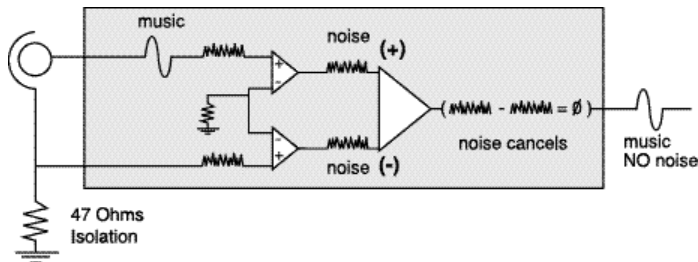 music
noise (+)
+
-
-
+
( - = Ø )
noise cancels
noise (-)
music
NO noise
47 Ohms
Isolation